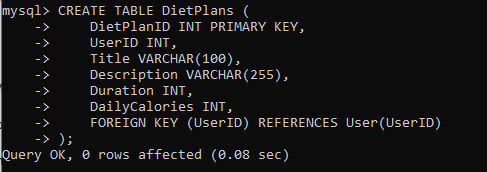 mysql> CREATE TABLE DietPlans (
    ->     DietPlanID INT PRIMARY KEY,
    ->     UserID INT,
    ->     Title VARCHAR(100),
    ->     Description VARCHAR(255),
    ->     Duration INT,
    ->     DailyCalories INT,
    ->     FOREIGN KEY (UserID) REFERENCES User(UserID)
    -> );
Query OK, 0 rows affected (0.08 sec)